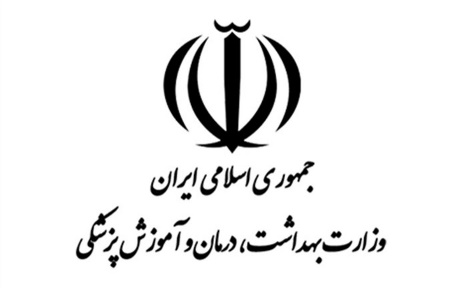 جمهوری اسلامی ایران
وزارت بهداشت، درمان و آموزش پزشکی